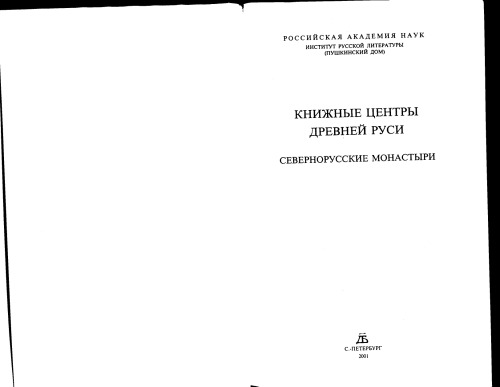 РОССИЙСКАЯ АКАДЕМИЯ НАУК
ИНСТИТУТ РУССКОЙ ЛИТЕРАТУРЫ
(ПУШКИНСКИЙ ДОМ)
КНИЖНЫЕ ЦЕНТРЫ
ДРЕВНЕЙ РУСИ
СЕВЕРНОРУССКИЕ МОНАСТЫРИ
ДБ
С.-ПЕТЕРБУРГ
2001